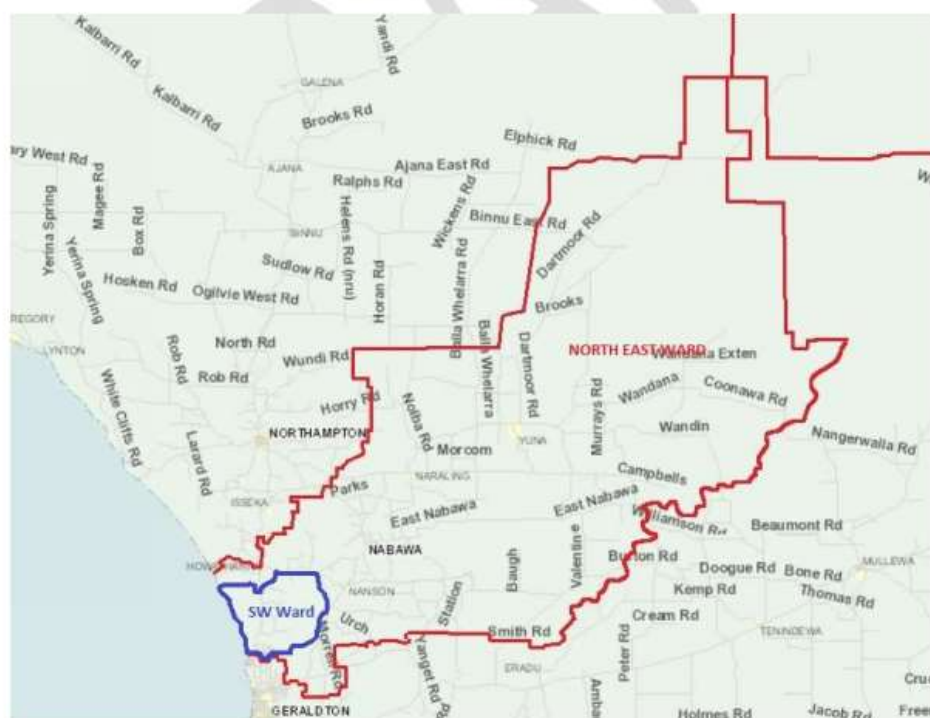 Kalbarri Rd
Yandi Rd
GALENA
Kalbarri Rd
Brooks Rd
Elphick Rd
ary West Rd
Magee Rd
AJANA
Ajana East Rd
Ralphs Rd
W
Yerina Spring
Box Rd
Helens Rd (nru)
Wickens Rd
Binnu East Rd
Dartmoor Rd
BINNU
Yerina Spring
Sudlow Rd
Horan Rd
Balla Whelarra Rd
Hosken Rd
Ogilvie West Rd
Brooks
REGORY
LYNTON
North Rd
Rob Rd
Wundi Rd
Balla Whelarra
Dartmoor Rd
NORTH EAST WARD
Wandana Exten
Rob Rd
White Cliffs Rd
Horry Rd
Nolba Rd
Murrays Rd
Wandana
Coonawa Rd
NORTHAMPTON
YUNA
Wandin
Nangerwalla Rd
Larard Rd
Morcom
NARALING
Campbells
ISSEKA
Parks
East Nabawa
East Nabawa
Williamson Rd
Beaumont Rd
NABAWA
Baugh
Valentine
Burton Rd
Doogue Rd
Bone Rd
MULLEWA
NANSON
Station
Kemp Rd
Thomas Rd
SW Ward
Urch
Smith Rd
Cream Rd
TENINDEWA
Morrell Rd
Yanget Rd
ERADU
Peter Rd
Cru
GERALDTON
Amba
Holmes Rd
Jacob Rd
Free